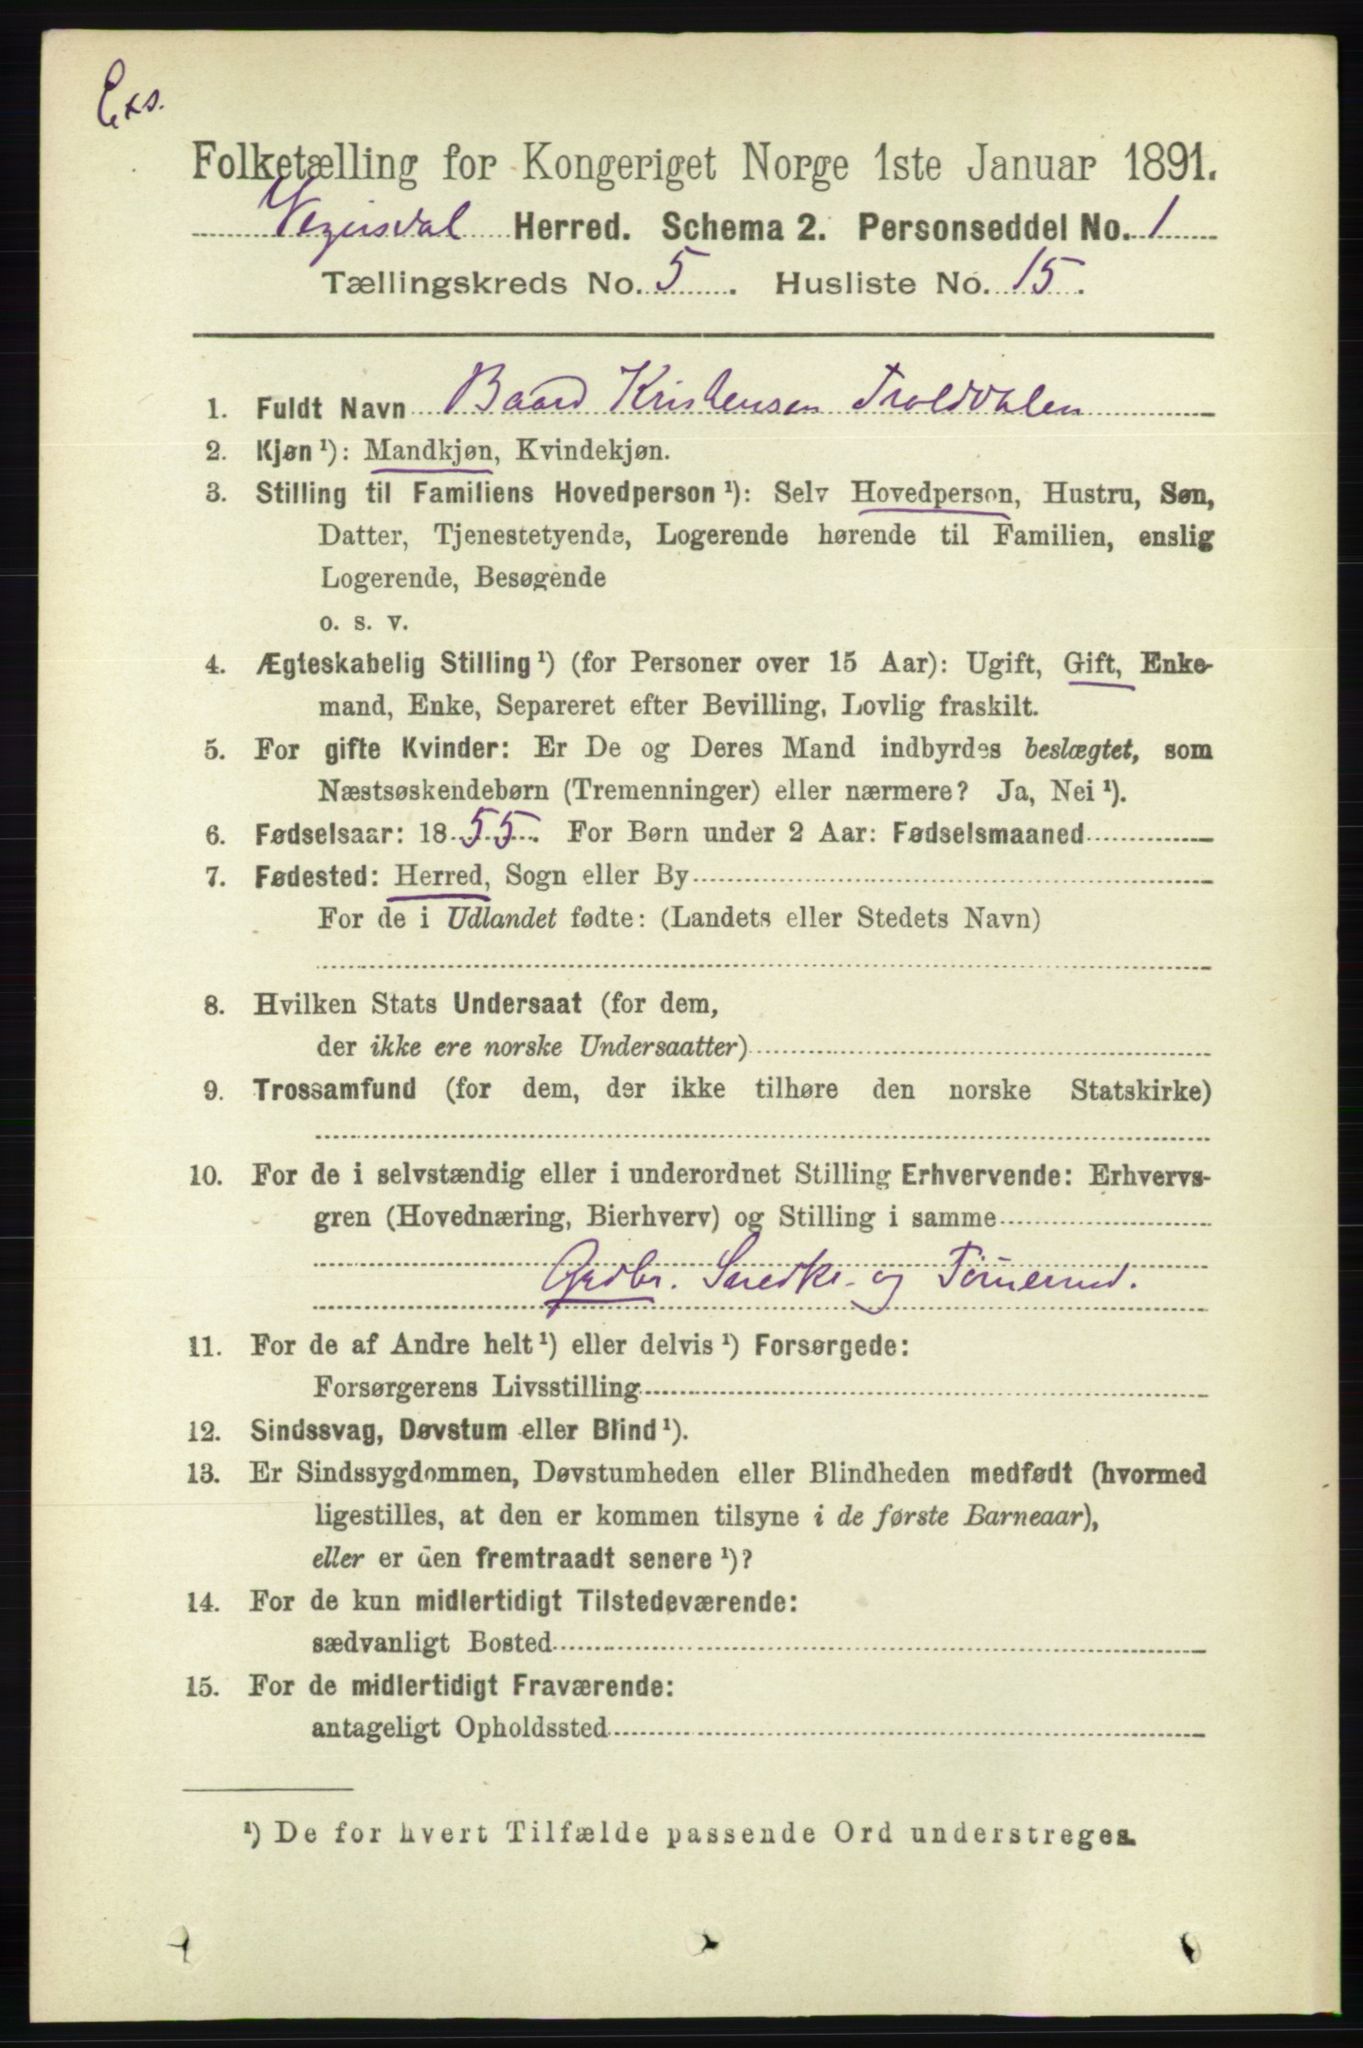 Exs.
Folketælling for Kongeriget Norge 1ste Januar 1891.
Vegusdal Herred. Schema 2. Personseddel No. 1
Tællingskreds No. 5. Husliste No. 15.
1. Fuldt Navn Baard Kristensen Troldvalen
2. Kjøn ¹): Mandkjøn, Kvindekjøn.
3. Stilling til Familiens Hovedperson ¹): Selv Hovedperson, Hustru, Søn,
Datter, Tjenestetyende, Logerende hørende til Familien, enslig
Logerende, Besøgende
o. s. v.
4. Ægteskabelig Stilling ¹) (for Personer over 15 Aar): Ugift, Gift, Enke-
mand, Enke, Separeret efter Bevilling, Lovlig fraskilt.
5. For gifte Kvinder: Er De og Deres Mand indbyrdes beslægtet, som
Næstsøskendebørn (Tremenninger) eller nærmere? Ja, Nei ¹).
6. Fødselsaar: 1855. For Børn under 2 Aar: Fødselsmaaned
7. Fødested: Herred, Sogn eller By
For de i Udlandet fødte: (Landets eller Stedets Navn)
8. Hvilken Stats Undersaat (for dem,
der ikke ere norske Undersaatter)
9. Trossamfund (for dem, der ikke tilhøre den norske Statskirke)
10. For de i selvstændig eller i underordnet Stilling Erhvervende: Erhvervs-
gren (Hovednæring, Bierhverv) og Stilling i samme
Grdbr. Snedke- og Tømermd.
11. For de af Andre helt ¹) eller delvis ¹) Forsørgede:
Forsørgerens Livsstilling
12. Sindssvag, Døvstum eller Blind ¹).
13. Er Sindssygdommen, Døvstumheden eller Blindheden medfødt (hvormed
ligestilles, at den er kommen tilsyne i de første Barneaar),
eller er den fremtraadt senere ¹)?
14. For de kun midlertidigt Tilstedeværende:
sædvanligt Bosted
15. For de midlertidigt Fraværende:
antageligt Opholdssted
¹) De for hvert Tilfælde passende Ord understreges.